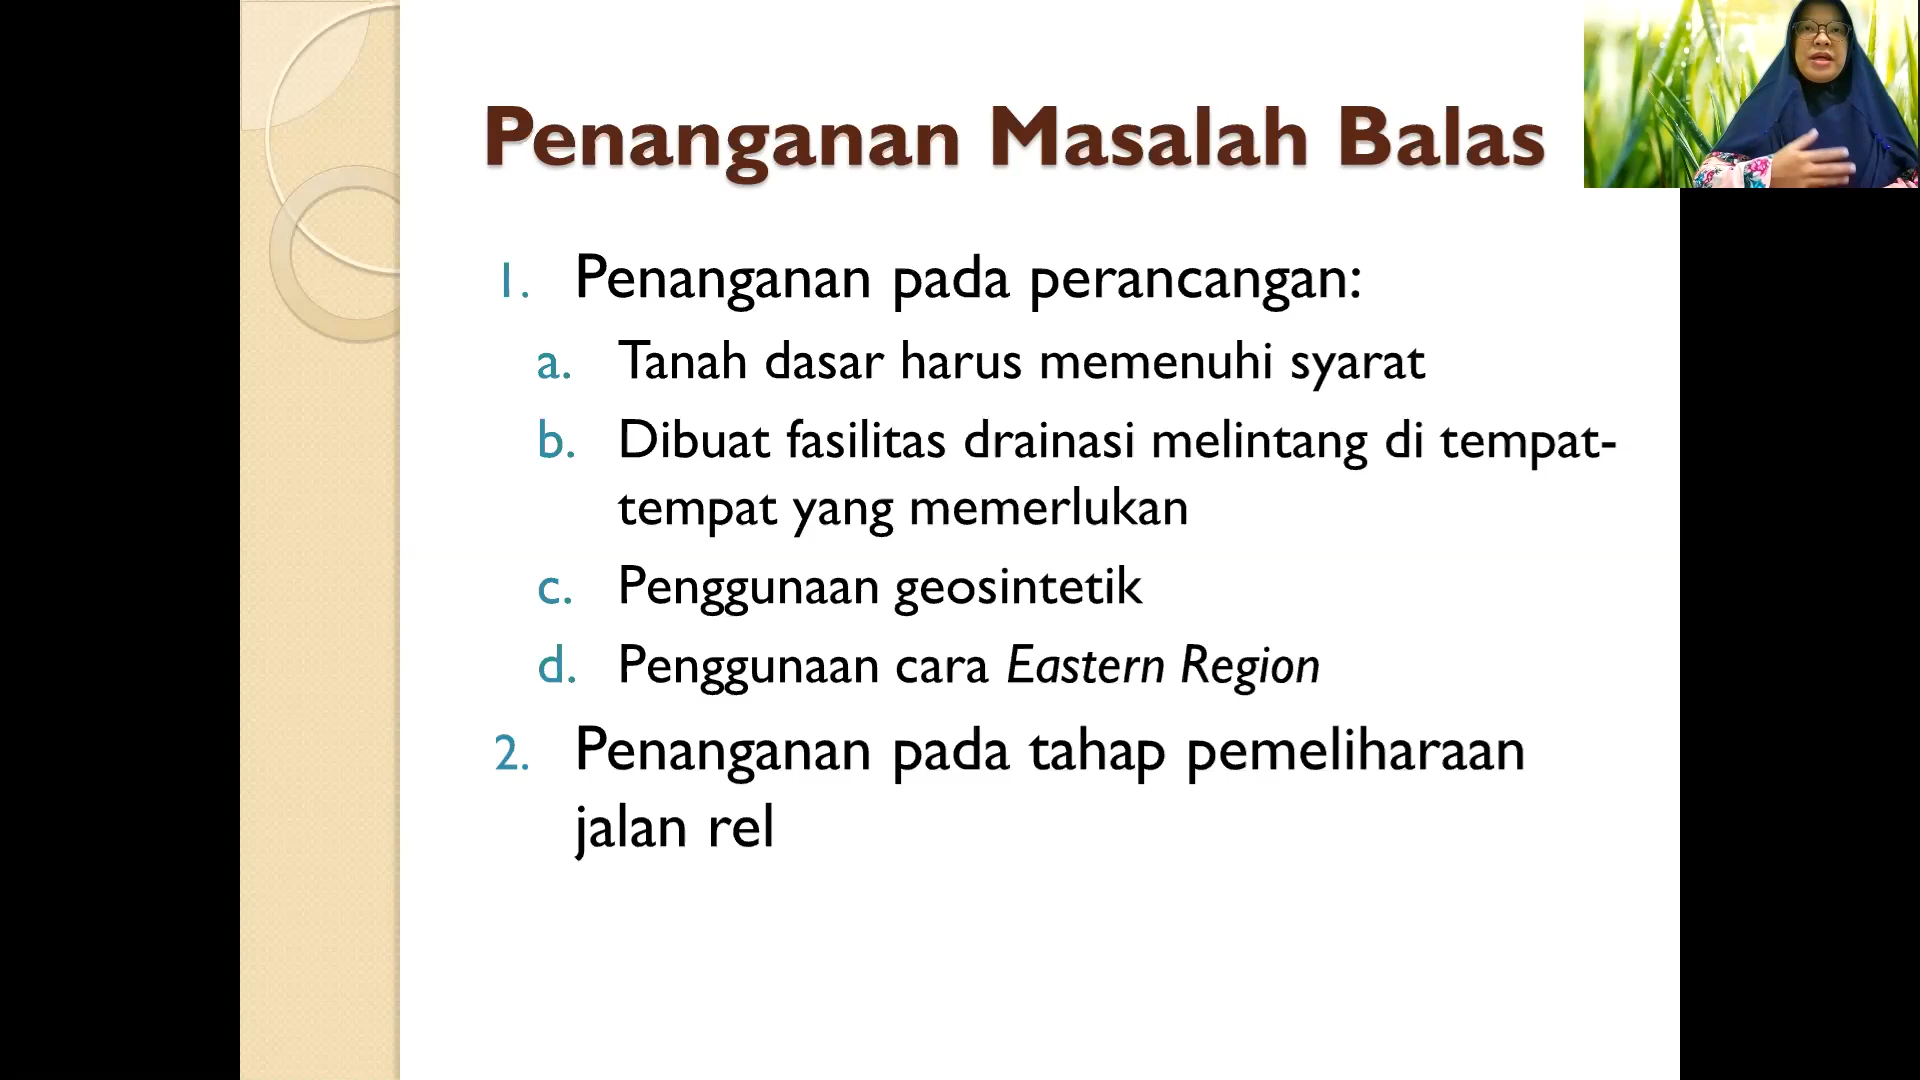 Penanganan Masalah Balas
1. Penanganan pada perancangan:
a. Tanah dasar harus memenuhi syarat
b. Dibuat fasilitas drainasi melintang di tempat-
tempat yang memerlukan
c. Penggunaan geosintetik
d. Penggunaan cara Eastern Region
2. Penanganan pada tahap pemeliharaan
jalan rel